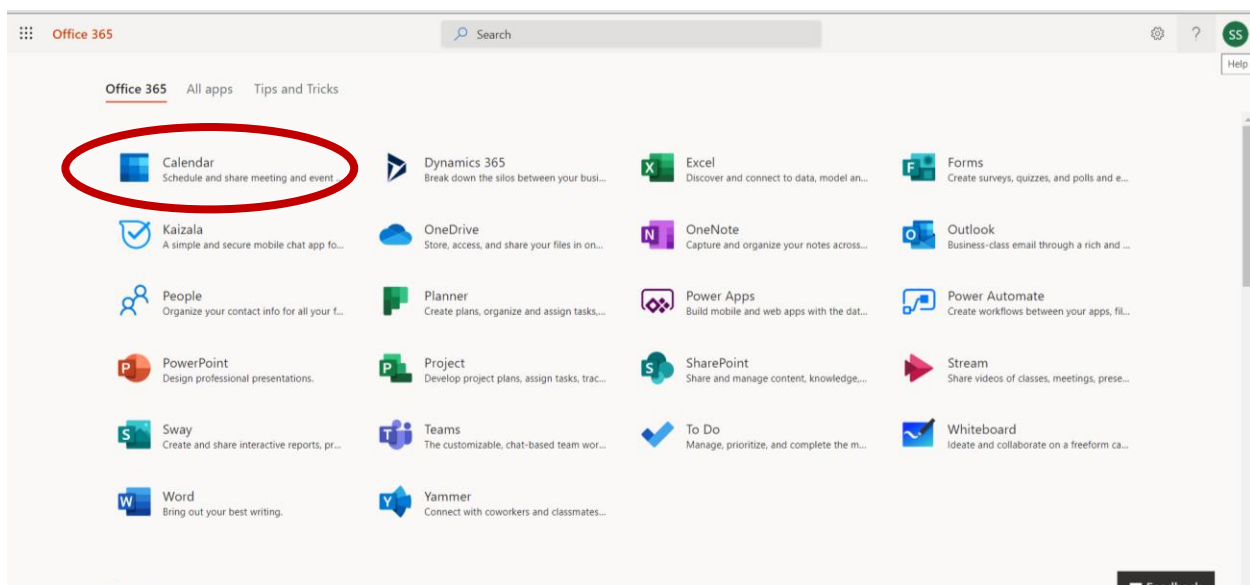 Office 365
Search
SS
Help
Office 365 All apps Tips and Tricks
Calendar
Schedule and share meeting and event ...
Dynamics 365
Break down the silos between your busi...
Excel
Discover and connect to data, model an...
Forms
Create surveys, quizzes, and polls and e...
Kaizala
A simple and secure mobile chat app fo...
OneDrive
Store, access, and share your files in on...
OneNote
Capture and organize your notes across...
Outlook
Business-class email through a rich and ...
People
Organize your contact info for all your f...
Planner
Create plans, organize and assign tasks,...
Power Apps
Build mobile and web apps with the dat...
Power Automate
Create workflows between your apps, fil...
PowerPoint
Design professional presentations.
Project
Develop project plans, assign tasks, trac...
SharePoint
Share and manage content, knowledge,...
Stream
Share videos of classes, meetings, prese...
Sway
Create and share interactive reports, pr...
Teams
The customizable, chat-based team wor...
To Do
Manage, prioritize, and complete the m...
Whiteboard
Ideate and collaborate on a freeform ca...
Word
Bring out your best writing.
Yammer
Connect with coworkers and classmates...